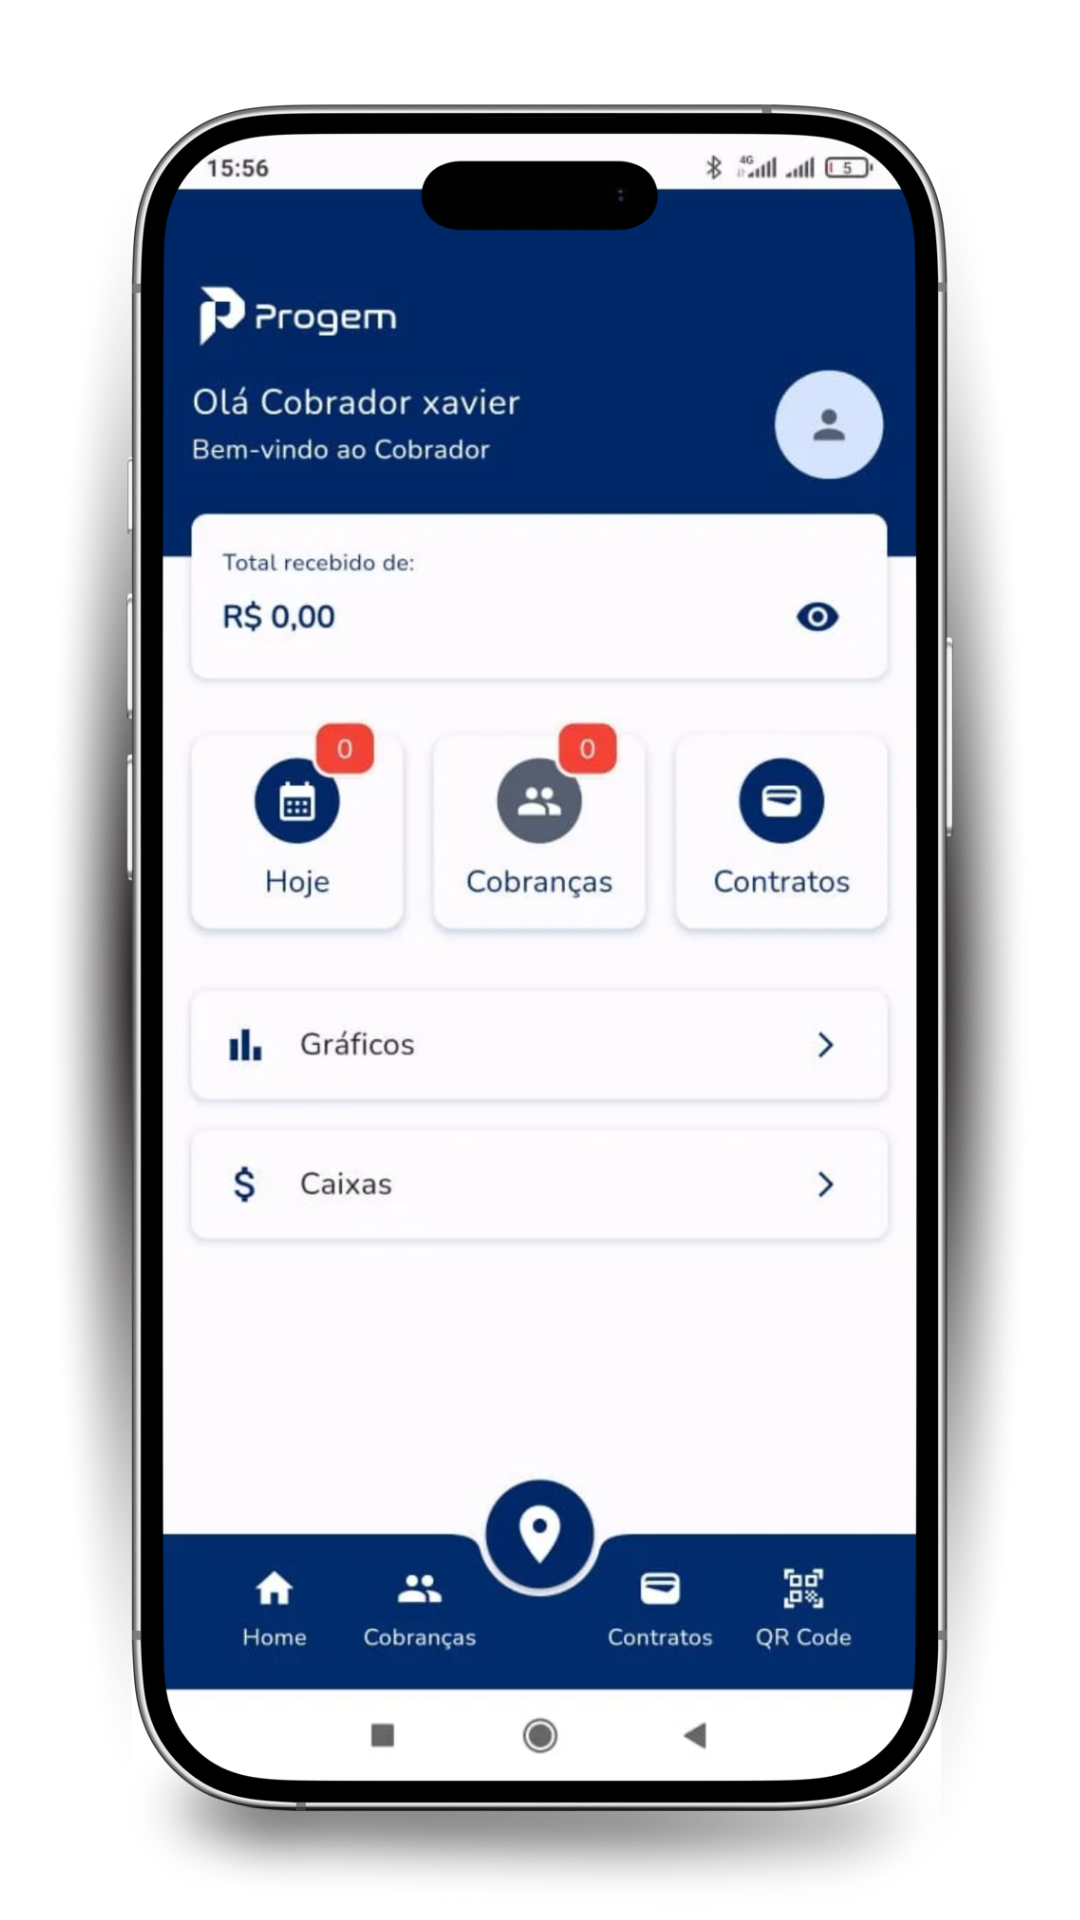 15:56
4G
5
Progem
Olá Cobrador xavier
Bem-vindo ao Cobrador
Total recebido de:
R$ 0,00
0
0
Hoje
Cobranças
Contratos
Gráficos
$ Caixas
Home
Cobranças
Contratos
QR Code